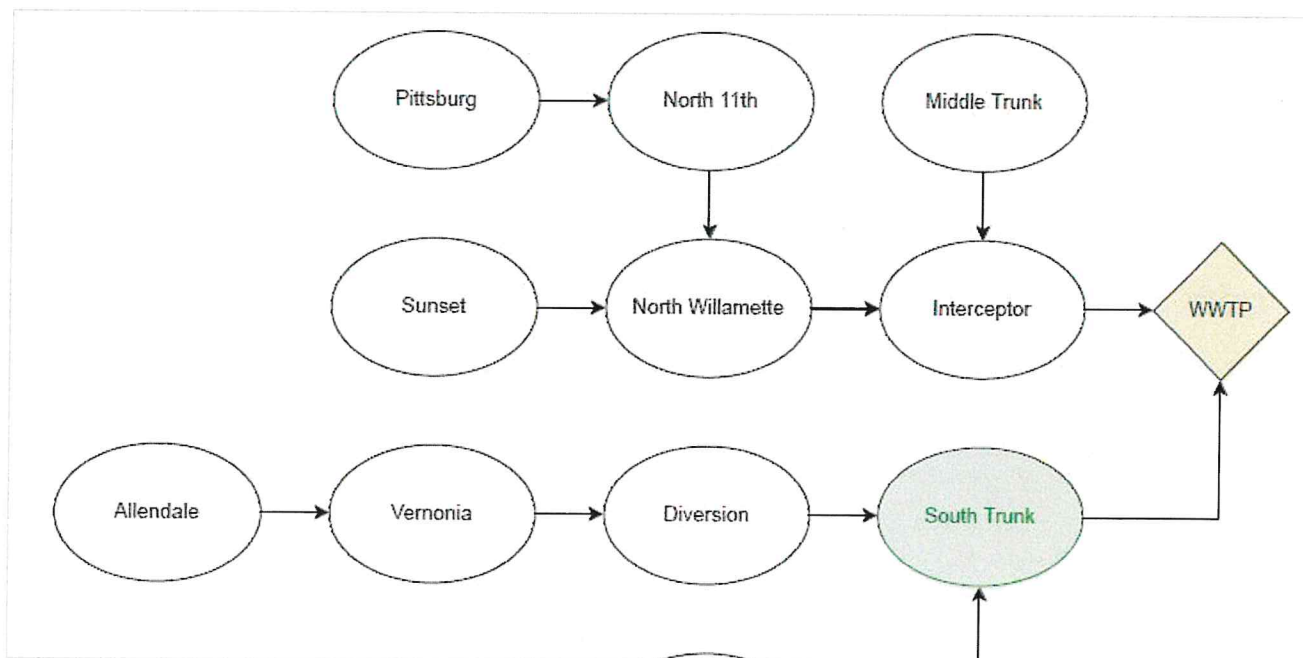 Pittsburg
North 11th
Middle Trunk
Sunset
North Willamette
Interceptor
WWTP
Allendale
Vernonia
Diversion
South Trunk